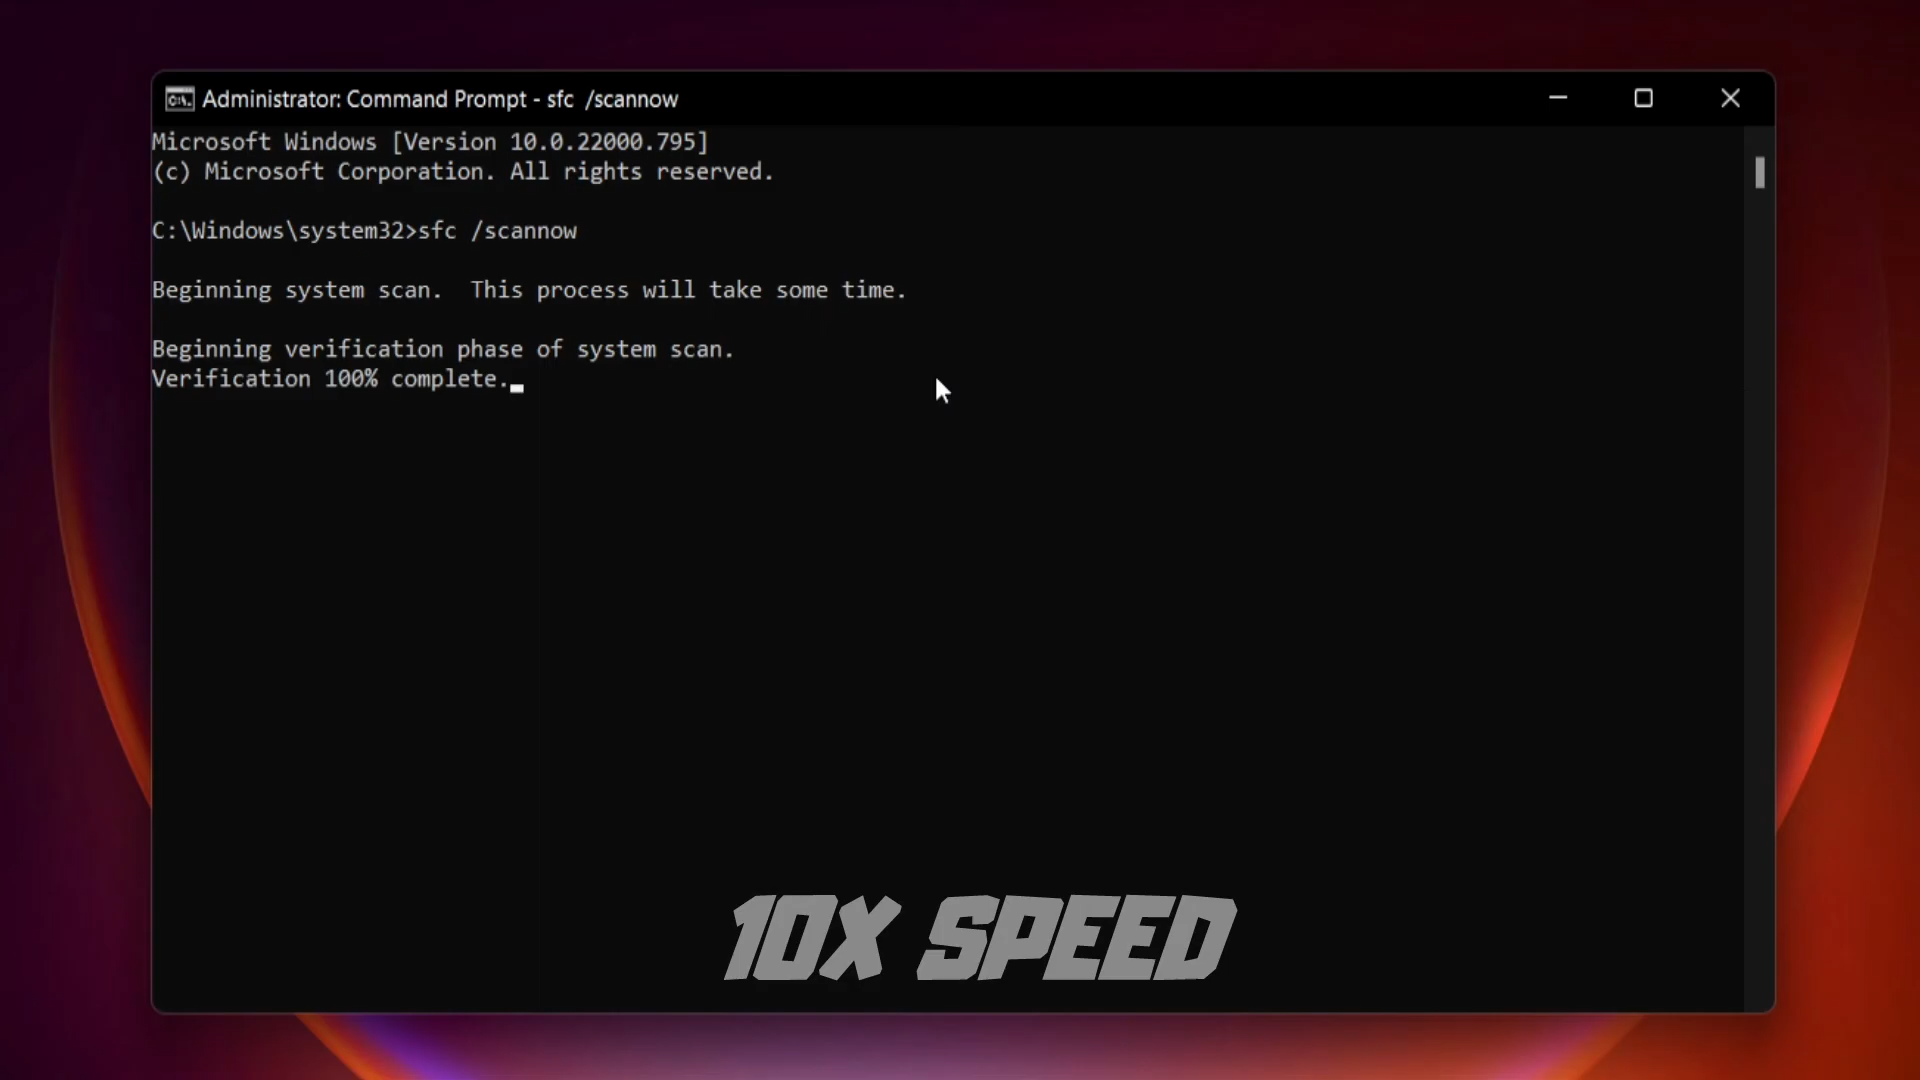 Administrator: Command Prompt - sfc  /scannow
Microsoft Windows [Version 10.0.22000.795]
(c) Microsoft Corporation. All rights reserved.
C:\Windows\system32>sfc /scannow
Beginning system scan.  This process will take some time.
Beginning verification phase of system scan.
Verification 100% complete.
10X SPEED